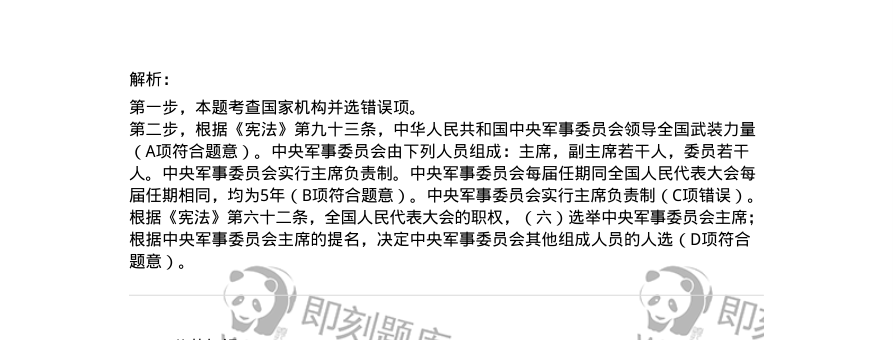 解析：
第一步，本题考查国家机构并选错误项。
第二步，根据《宪法》第九十三条，中华人民共和国中央军事委员会领导全国武装力量
（A项符合题意）。中央军事委员会由下列人员组成：主席，副主席若干人，委员若干
人。中央军事委员会实行主席负责制。中央军事委员会每届任期同全国人民代表大会每
届任期相同，均为5年（B项符合题意）。中央军事委员会实行主席负责制（C项错误）。
根据《宪法》第六十二条，全国人民代表大会的职权，（六）选举中央军事委员会主席；
根据中央军事委员会主席的提名，决定中央军事委员会其他组成人员的人选（D项符合
题意）。
即刻题库
即刻